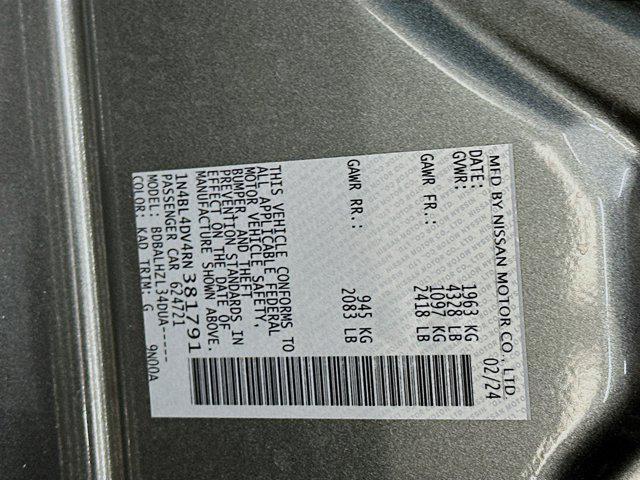 MFD BY NISSAN MOTOR CO., LTD
DATE: 02/24
GVWR: 1963 KG
4328 LB
GAWR FR.: 1097 KG
2418 LB
GAWR RR.: 945 KG
2083 LB
THIS VEHICLE CONFORMS TO
ALL APPLICABLE FEDERAL
MOTOR VEHICLE SAFETY,
BUMPER, AND THEFT
PREVENTION STANDARDS IN
EFFECT ON THE DATE OF
MANUFACTURE SHOWN ABOVE.
1N4BL4DV4RN381791
PASSENGER CAR 624721
MODEL: BDBALHZL34DUA-----
COLOR: KAD TRIM: G 9N00A